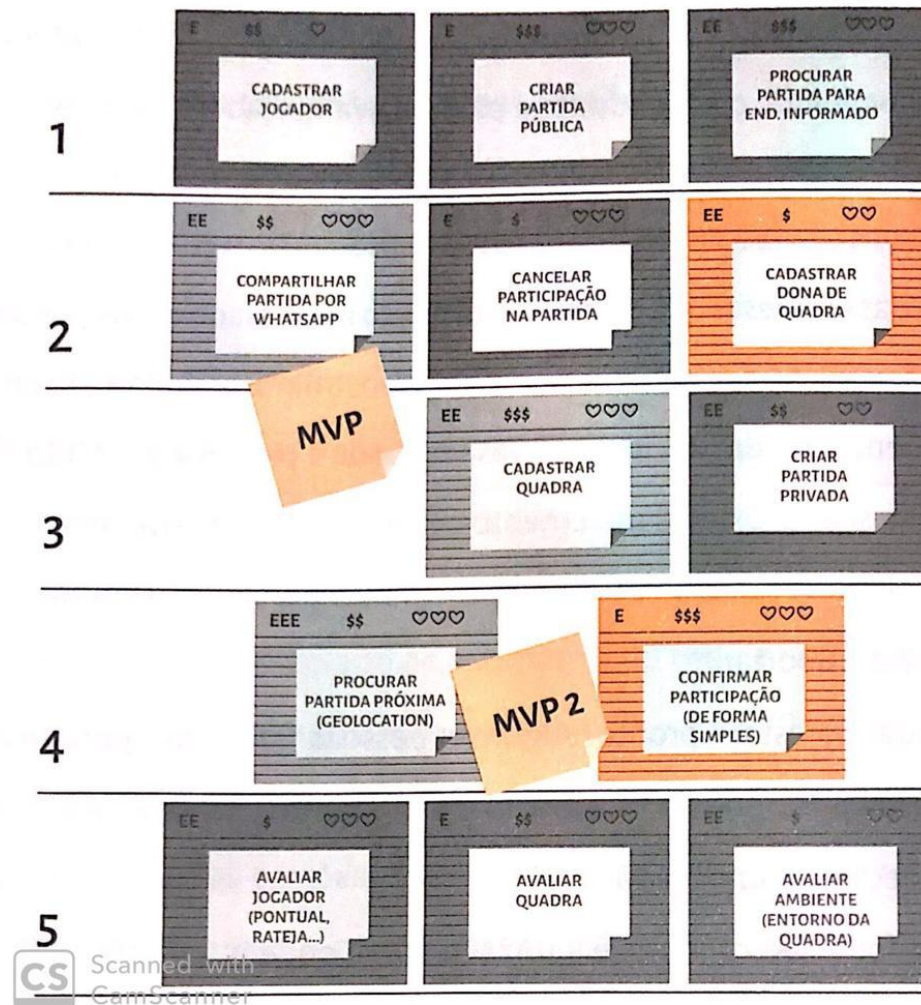 E $$ ♡
CADASTRAR
JOGADOR
E $$$ ♡♡♡
CRIAR
PARTIDA
PÚBLICA
EE $$$ ♡♡♡
PROCURAR
PARTIDA PARA
END. INFORMADO
1
EE $$ ♡♡♡
COMPARTILHAR
PARTIDA POR
WHATSAPP
E $ ♡♡♡
CANCELAR
PARTICIPAÇÃO
NA PARTIDA
EE $ ♡♡
CADASTRAR
DONA DE
QUADRA
2
MVP
EE $$$ ♡♡♡
CADASTRAR
QUADRA
EE $$ ♡♡
CRIAR
PARTIDA
PRIVADA
3
EEE $$ ♡♡♡
PROCURAR
PARTIDA PRÓXIMA
(GEOLOCATION)
MVP 2
E $$$ ♡♡♡
CONFIRMAR
PARTICIPAÇÃO
(DE FORMA
SIMPLES)
4
EE $ ♡♡♡
AVALIAR
JOGADOR
(PONTUAL,
RATEJA...)
E $$ ♡♡♡
AVALIAR
QUADRA
EE $ ♡♡
AVALIAR
AMBIENTE
(ENTORNO DA
QUADRA)
5
CS Scanned with
CamScanner